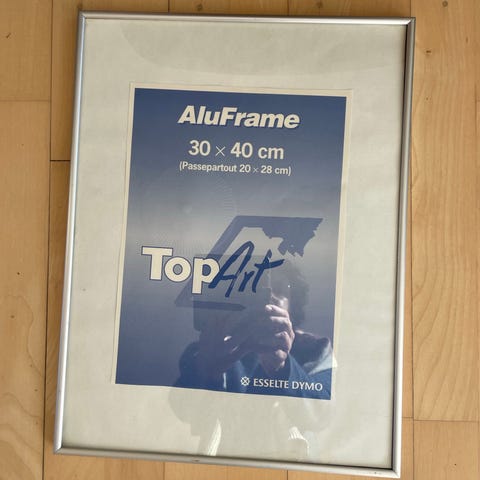 AluFrame
30 × 40 cm
(Passepartout 20 × 28 cm)
TopArt
ESSELTE DYMO